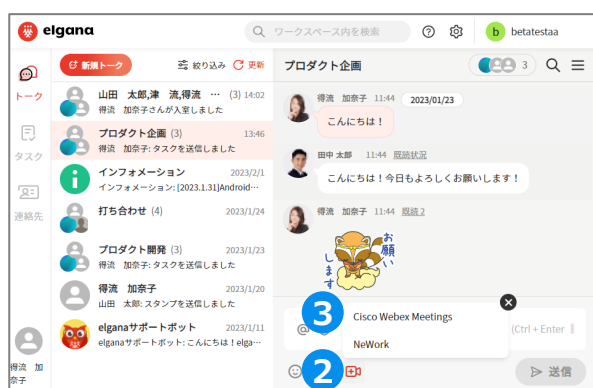 elgana
ワークスペース内を検索
b betatestaa
新規トーク
絞り込み
更新
プロダクト企画
3
トーク
タスク
連絡先
得流 加奈子
山田 太郎,津 流,得流 … (3) 14:02
得流 加奈子さんが入室しました
プロダクト企画 (3) 13:46
得流 加奈子: タスクを送信しました
インフォメーション 2023/2/1
インフォメーション: [2023.1.31]Android…
打ち合わせ (4) 2023/1/24
プロダクト開発 (3) 2023/1/23
得流 加奈子: タスクを送信しました
得流 加奈子 2023/1/20
山田 太郎: スタンプを送信しました
elganaサポートボット 2023/1/11
elganaサポートボット: こんにちは！elga…
得流 加奈子 11:44
2023/01/23
こんにちは！
田中 太郎 11:44 既読状況
こんにちは！今日もよろしくお願いします！
得流 加奈子 11:44 既読 2
お願い
します
3
Cisco Webex Meetings
NeWork
@
(Ctrl + Enter
2
送信